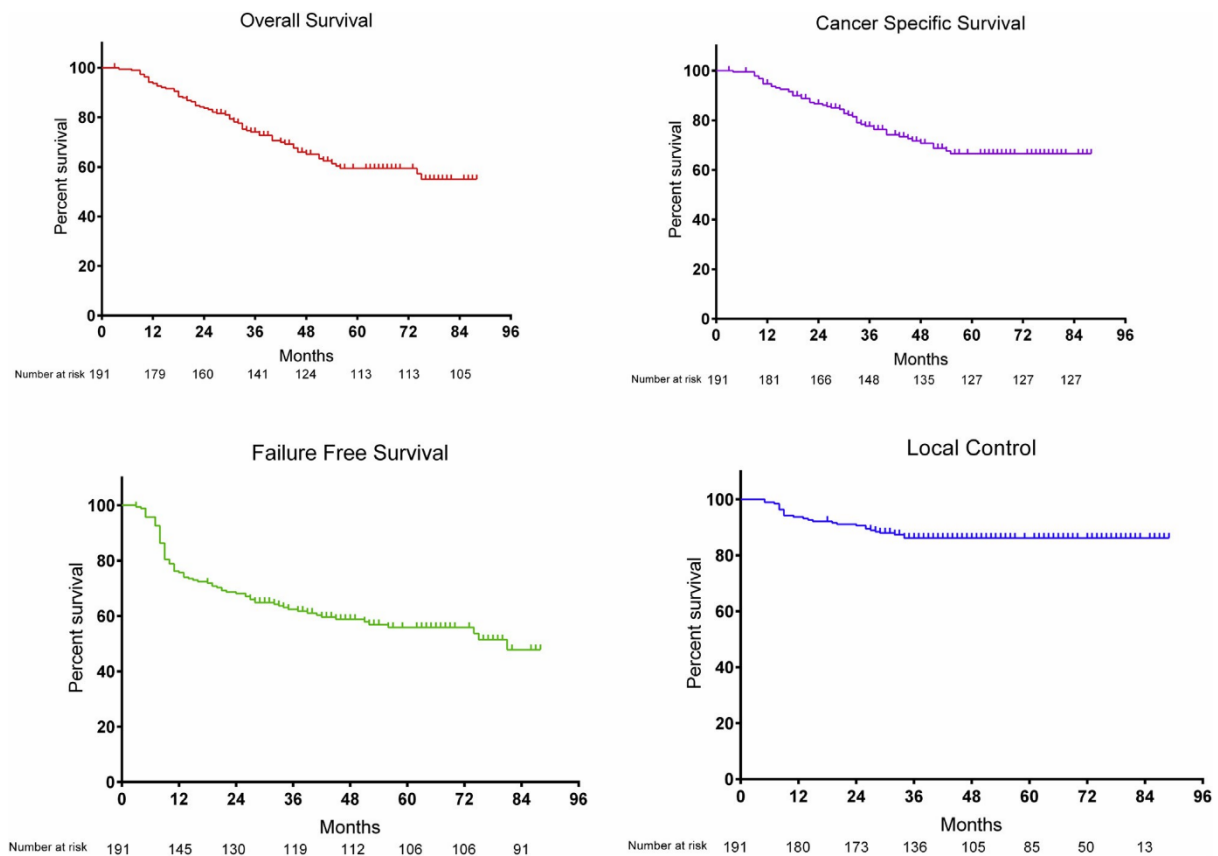 Overall Survival
Percent survival
100
80
60
40
20
0
0 12 24 36 48 60 72 84 96
Months
Number at risk 191 179 160 141 124 113 113 105
Cancer Specific Survival
Percent survival
100
80
60
40
20
0
0 12 24 36 48 60 72 84 96
Months
Number at risk 191 181 166 148 135 127 127 127
Failure Free Survival
Percent survival
100
80
60
40
20
0
0 12 24 36 48 60 72 84 96
Months
Number at risk 191 145 130 119 112 106 106 91
Local Control
Percent survival
100
80
60
40
20
0
0 12 24 36 48 60 72 84 96
Months
Number at risk 191 180 173 136 105 85 50 13